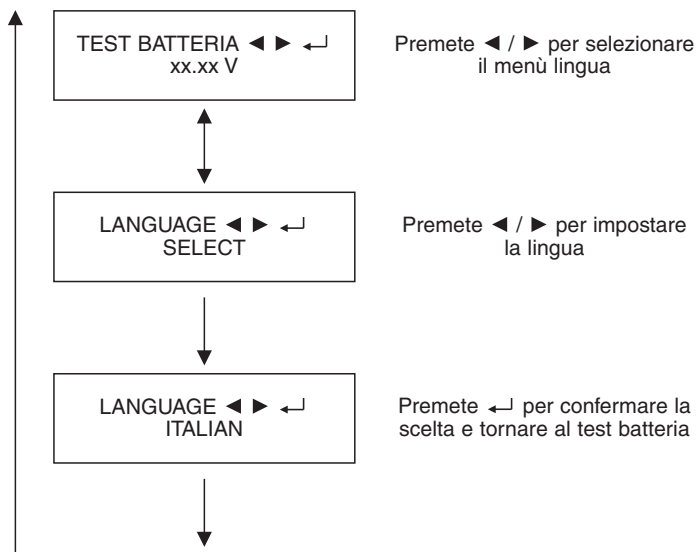 TEST BATTERIA ◄ ► ↵
xx.xx V
Premete ◄ / ► per selezionare
il menù lingua
LANGUAGE ◄ ► ↵
SELECT
Premete ◄ / ► per impostare
la lingua
LANGUAGE ◄ ► ↵
ITALIAN
Premete ↵ per confermare la
scelta e tornare al test batteria